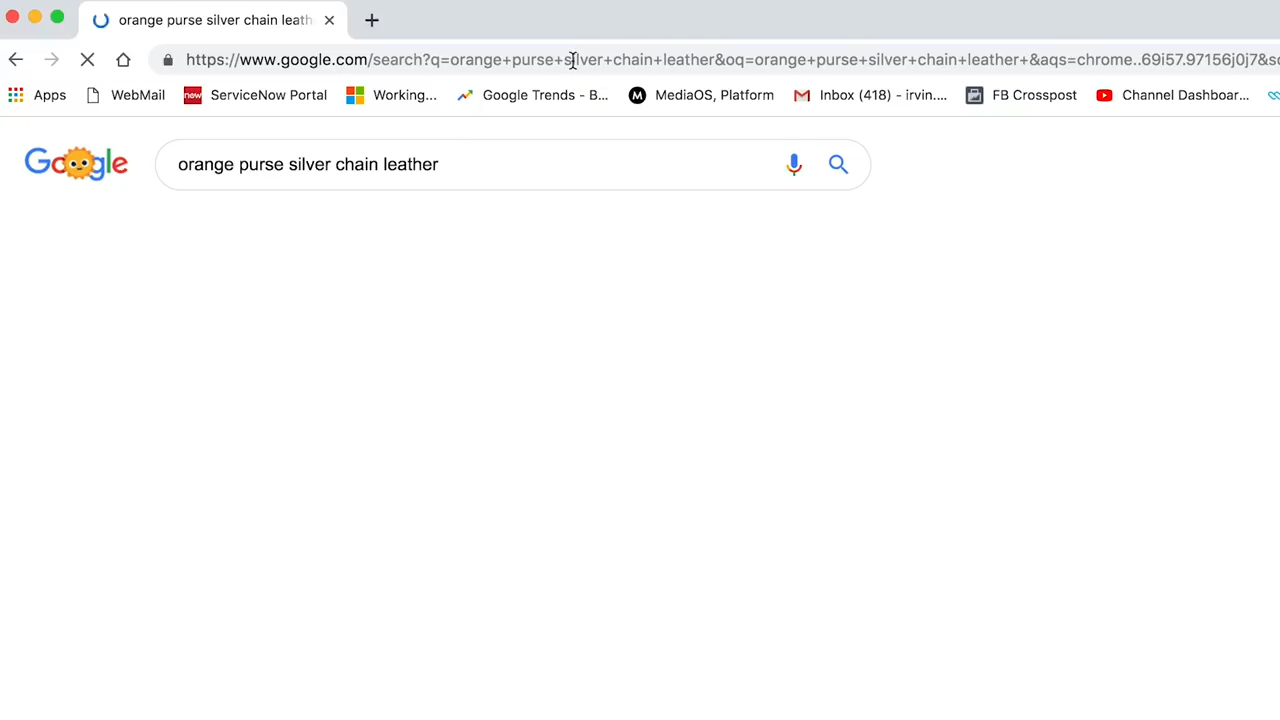 orange purse silver chain leath
https://www.google.com/search?q=orange+purse+silver+chain+leather&oq=orange+purse+silver+chain+leather+&aqs=chrome..69i57.97156j0j7&so
Apps WebMail now ServiceNow Portal Working... Google Trends - B... M MediaOS, Platform Inbox (418) - irvin.... FB Crosspost Channel Dashboar...
Google orange purse silver chain leather